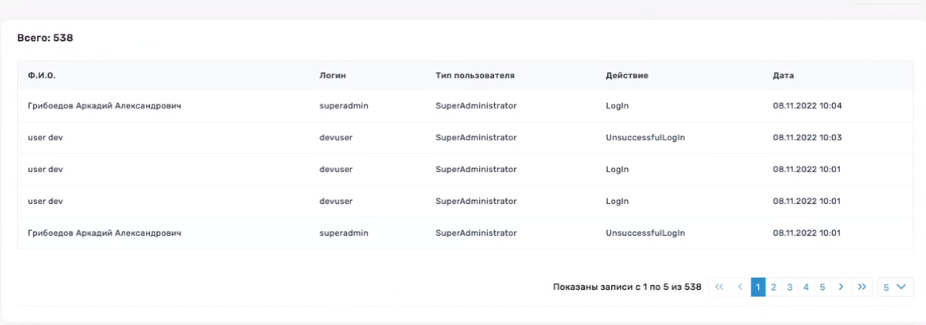 Всего: 538
Ф.И.О. Логин Тип пользователя Действие Дата
Грибоедов Аркадий Александрович superadmin SuperAdministrator LogIn 08.11.2022 10:04
user dev devuser SuperAdministrator UnsuccessfulLogIn 08.11.2022 10:03
user dev devuser SuperAdministrator LogIn 08.11.2022 10:01
user dev devuser SuperAdministrator LogIn 08.11.2022 10:01
Грибоедов Аркадий Александрович superadmin SuperAdministrator UnsuccessfulLogIn 08.11.2022 10:01
Показаны записи с 1 по 5 из 538 « < 1 2 3 4 5 > » 5